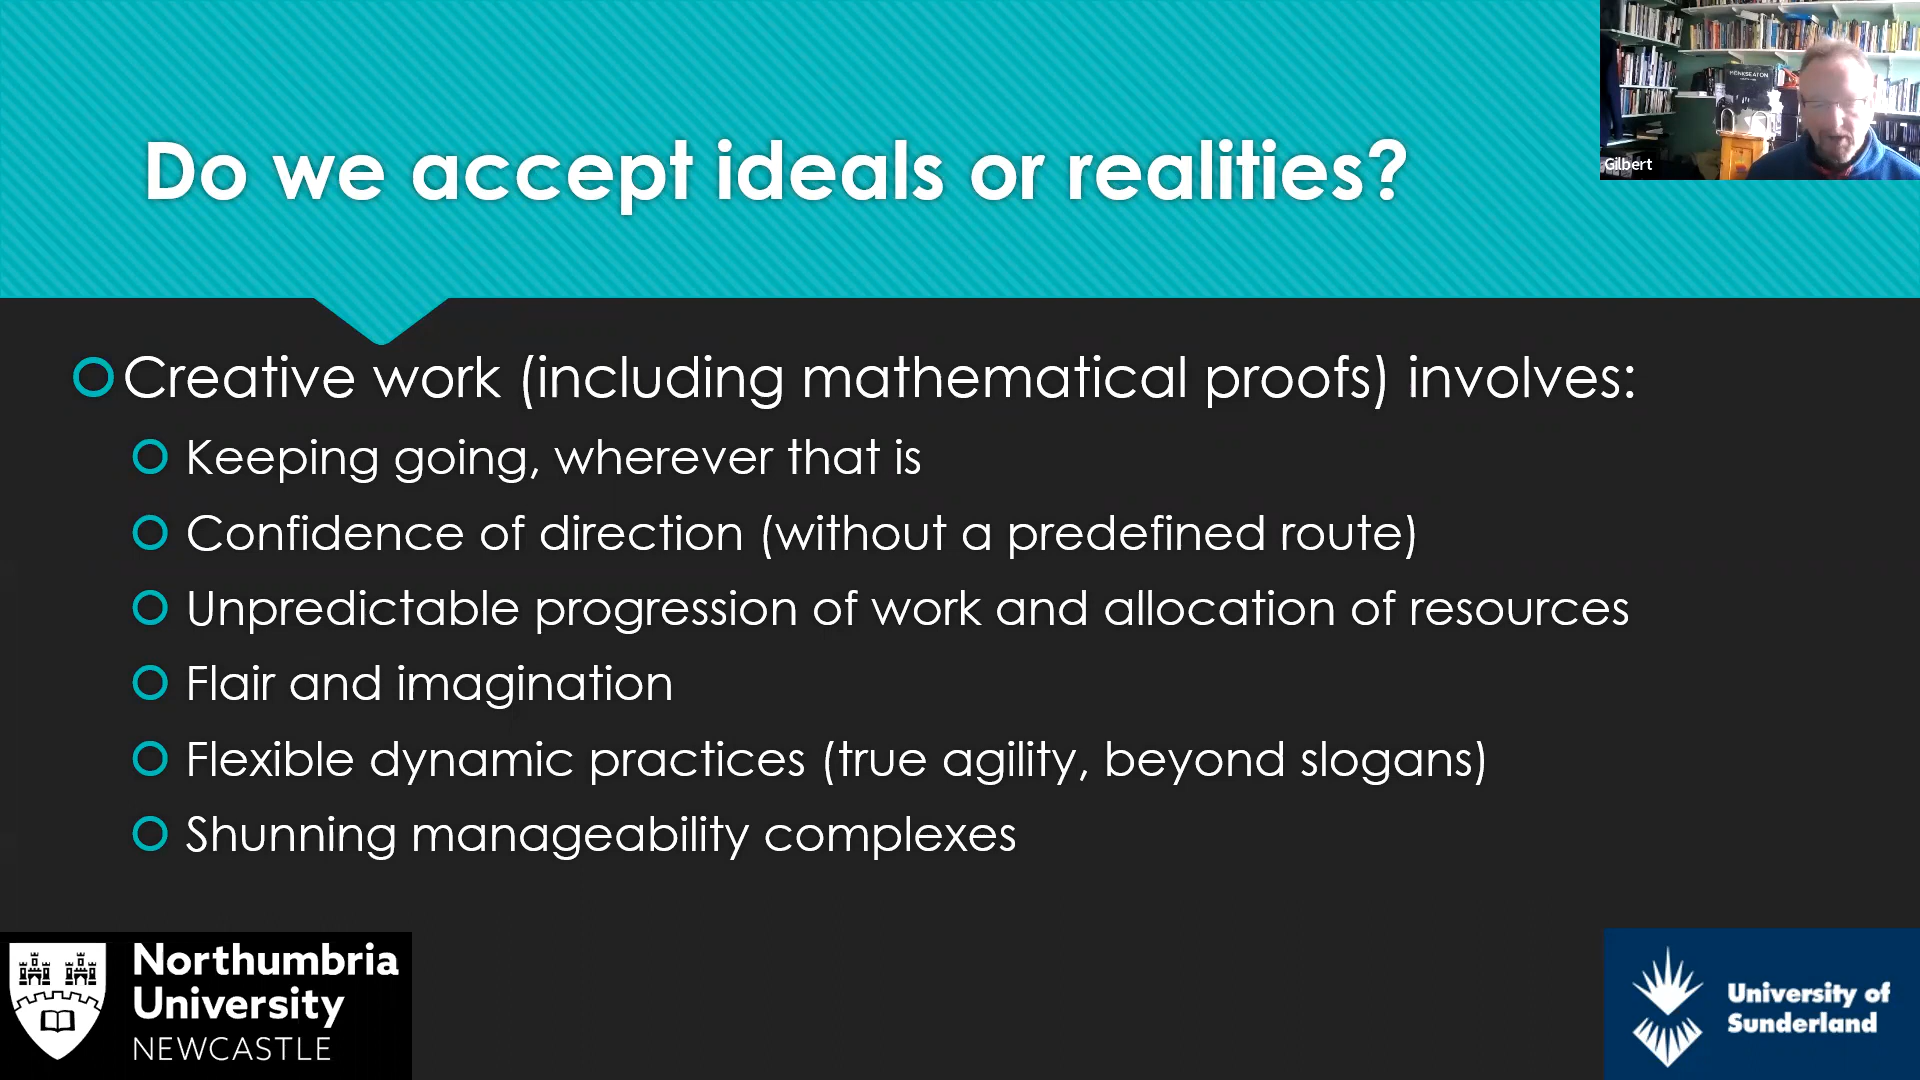 Do we accept ideals or realities?
Gilbert
Creative work (including mathematical proofs) involves:
Keeping going, wherever that is
Confidence of direction (without a predefined route)
Unpredictable progression of work and allocation of resources
Flair and imagination
Flexible dynamic practices (true agility, beyond slogans)
Shunning manageability complexes
Northumbria
University
NEWCASTLE
University of
Sunderland